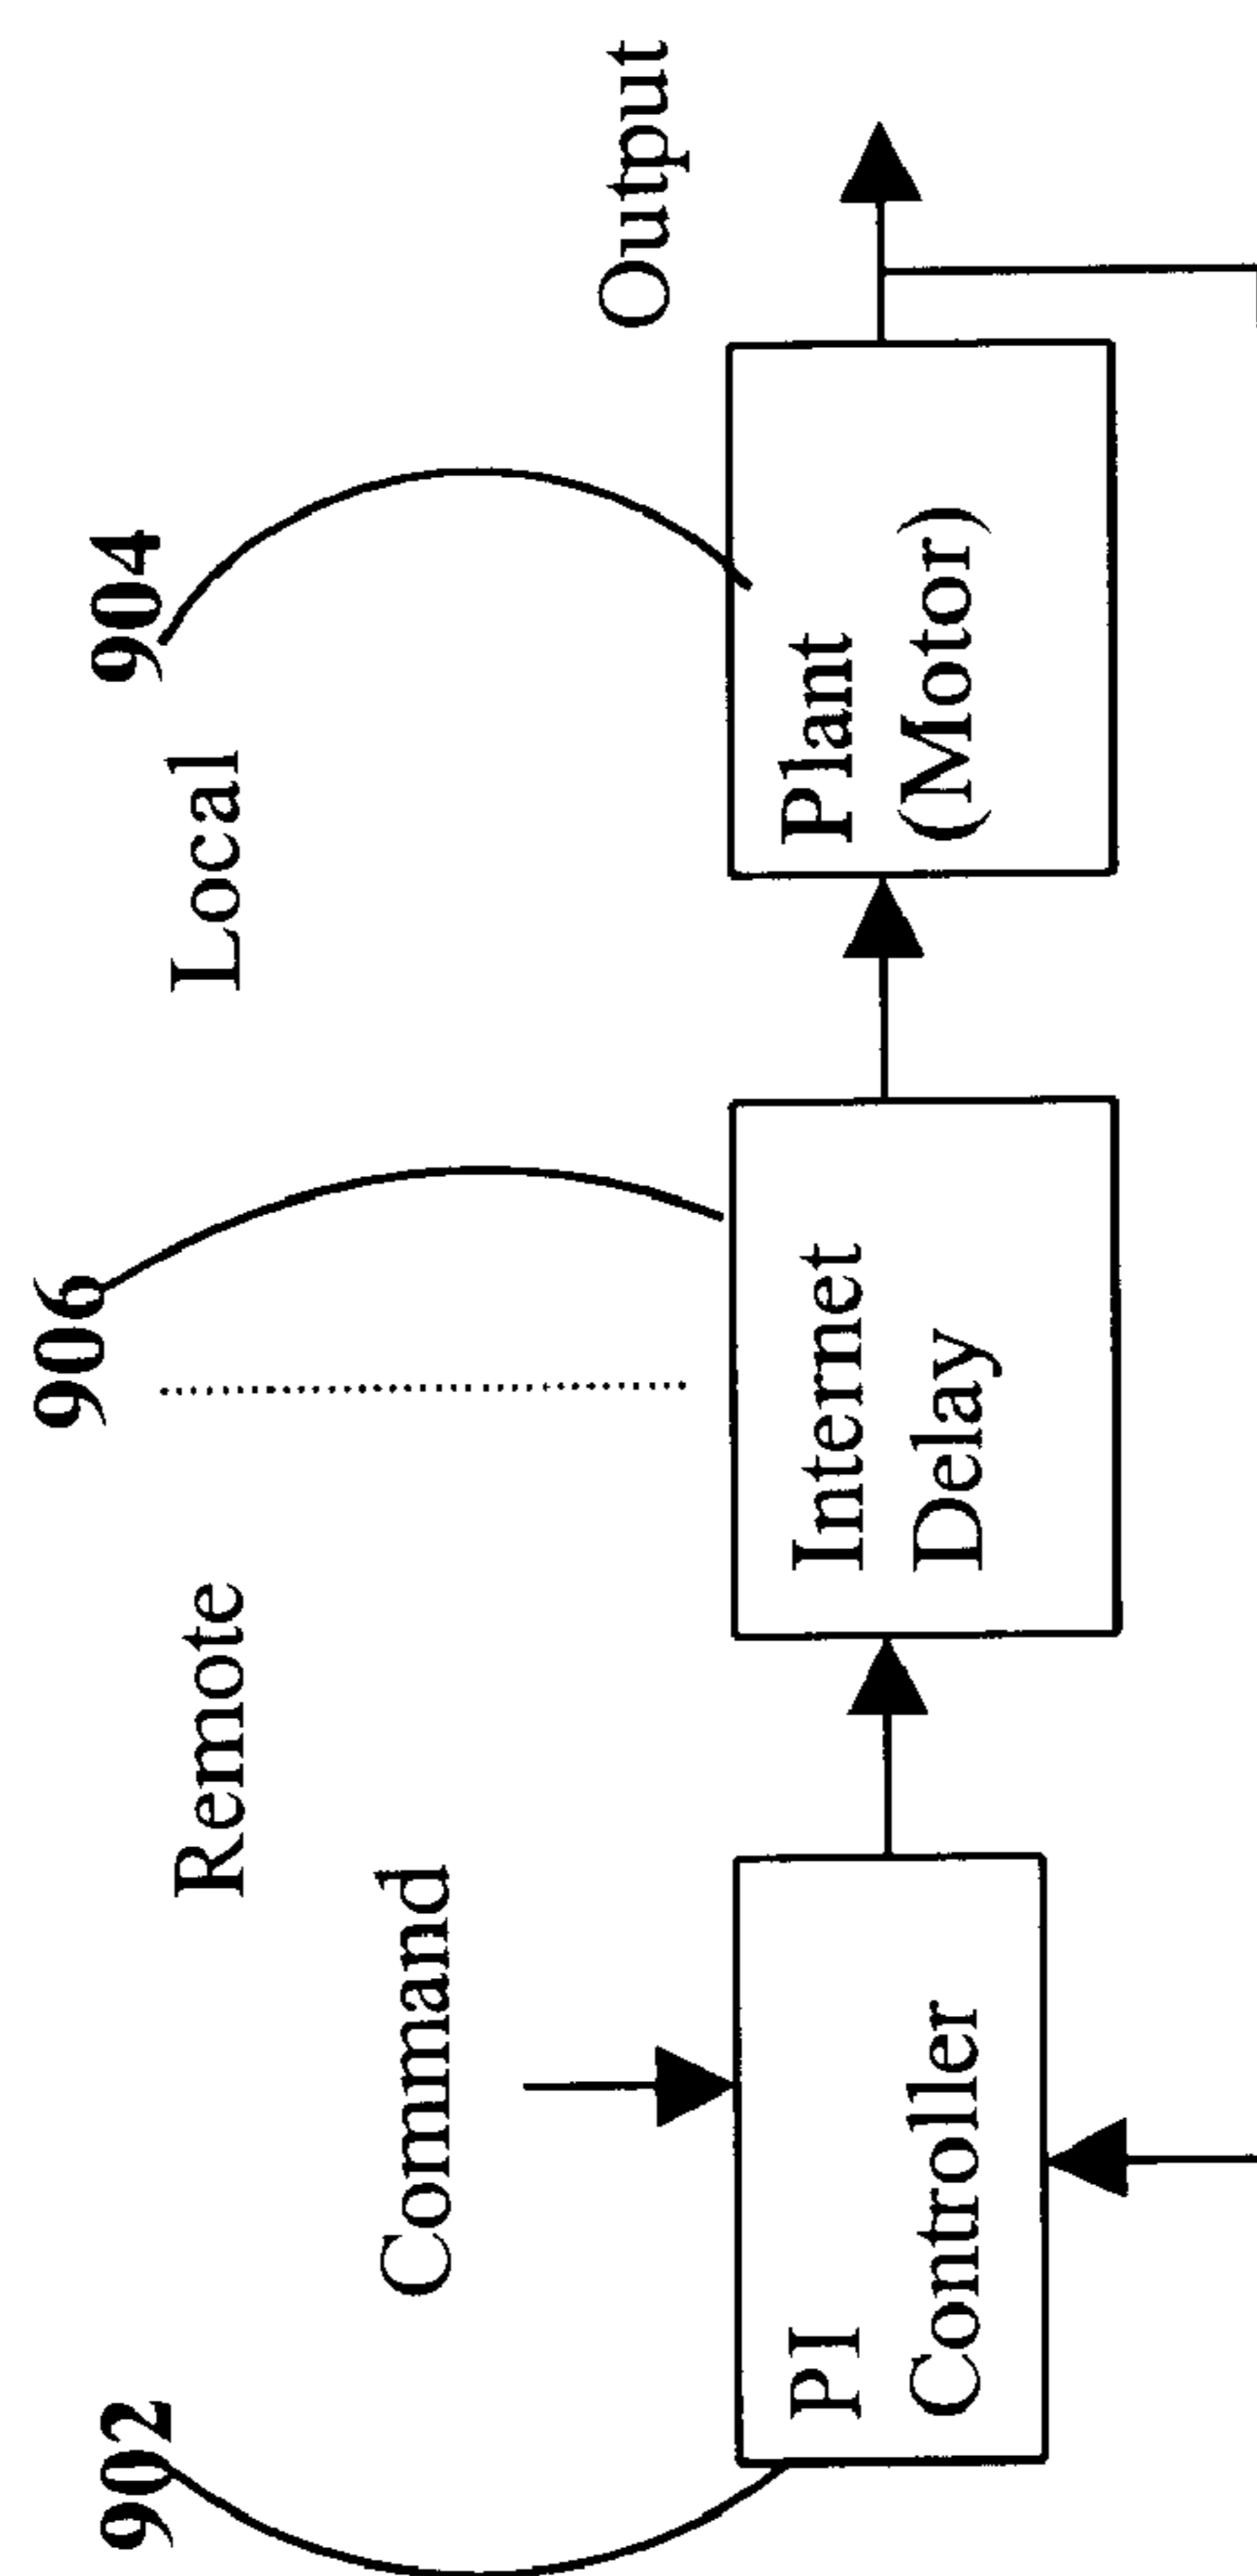 906
902
904
Remote
Local
Command
Output
PI
Controller
Internet
Delay
Plant
(Motor)